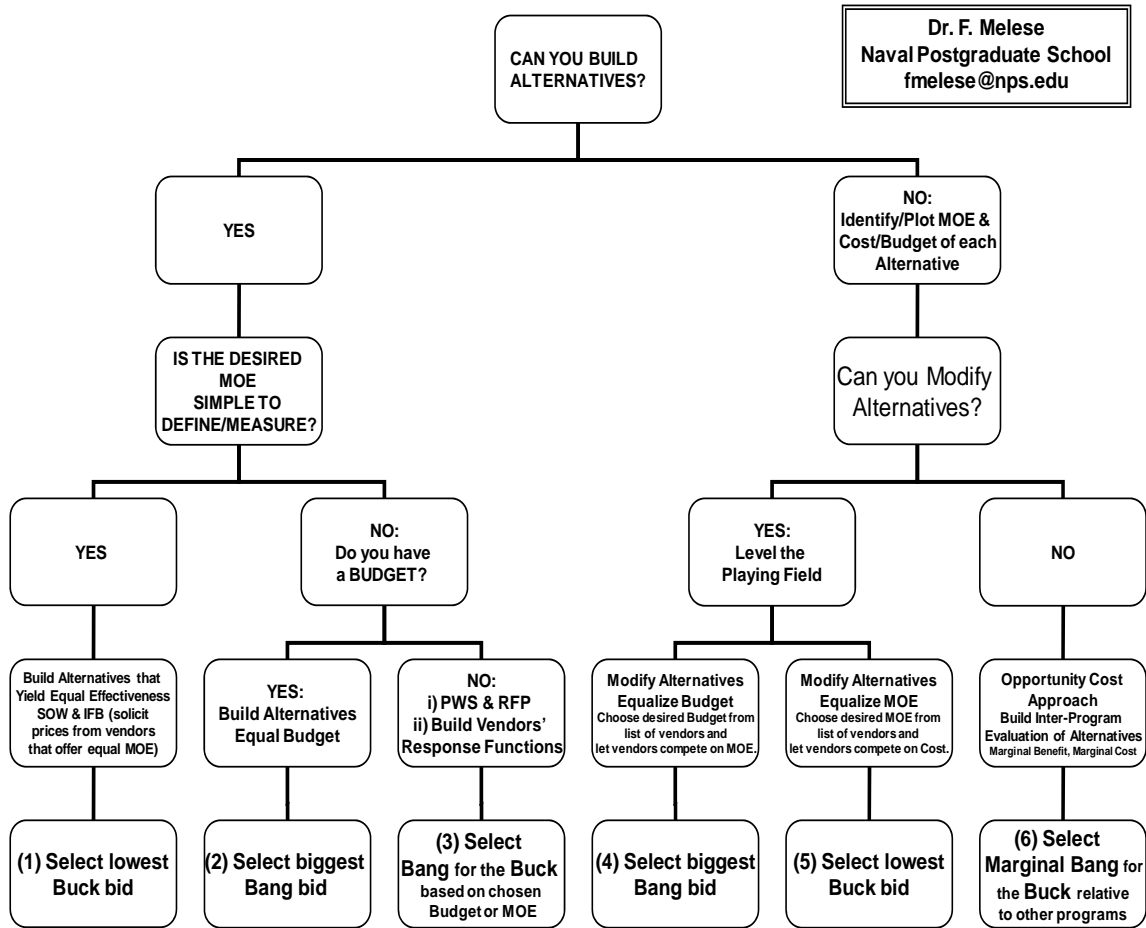 Dr. F. Melese
Naval Postgraduate School
fmelese@nps.edu
CAN YOU BUILD
ALTERNATIVES?
YES
NO:
Identify/Plot MOE &
Cost/Budget of each
Alternative
IS THE DESIRED
MOE
SIMPLE TO
DEFINE/MEASURE?
Can you Modify
Alternatives?
YES
NO:
Do you have
a BUDGET?
YES:
Level the
Playing Field
NO
Build Alternatives that
Yield Equal Effectiveness
SOW & IFB (solicit
prices from vendors
that offer equal MOE)
YES:
Build Alternatives
Equal Budget
NO:
i) PWS & RFP
ii) Build Vendors'
Response Functions
Modify Alternatives
Equalize Budget
Choose desired Budget from
list of vendors and
let vendors compete on MOE.
Modify Alternatives
Equalize MOE
Choose desired MOE from
list of vendors and
let vendors compete on Cost.
Opportunity Cost
Approach
Build Inter-Program
Evaluation of Alternatives
Marginal Benefit, Marginal Cost
(1) Select lowest
Buck bid
(2) Select biggest
Bang bid
(3) Select
Bang for the Buck
based on chosen
Budget or MOE
(4) Select biggest
Bang bid
(5) Select lowest
Buck bid
(6) Select
Marginal Bang for
the Buck relative
to other programs